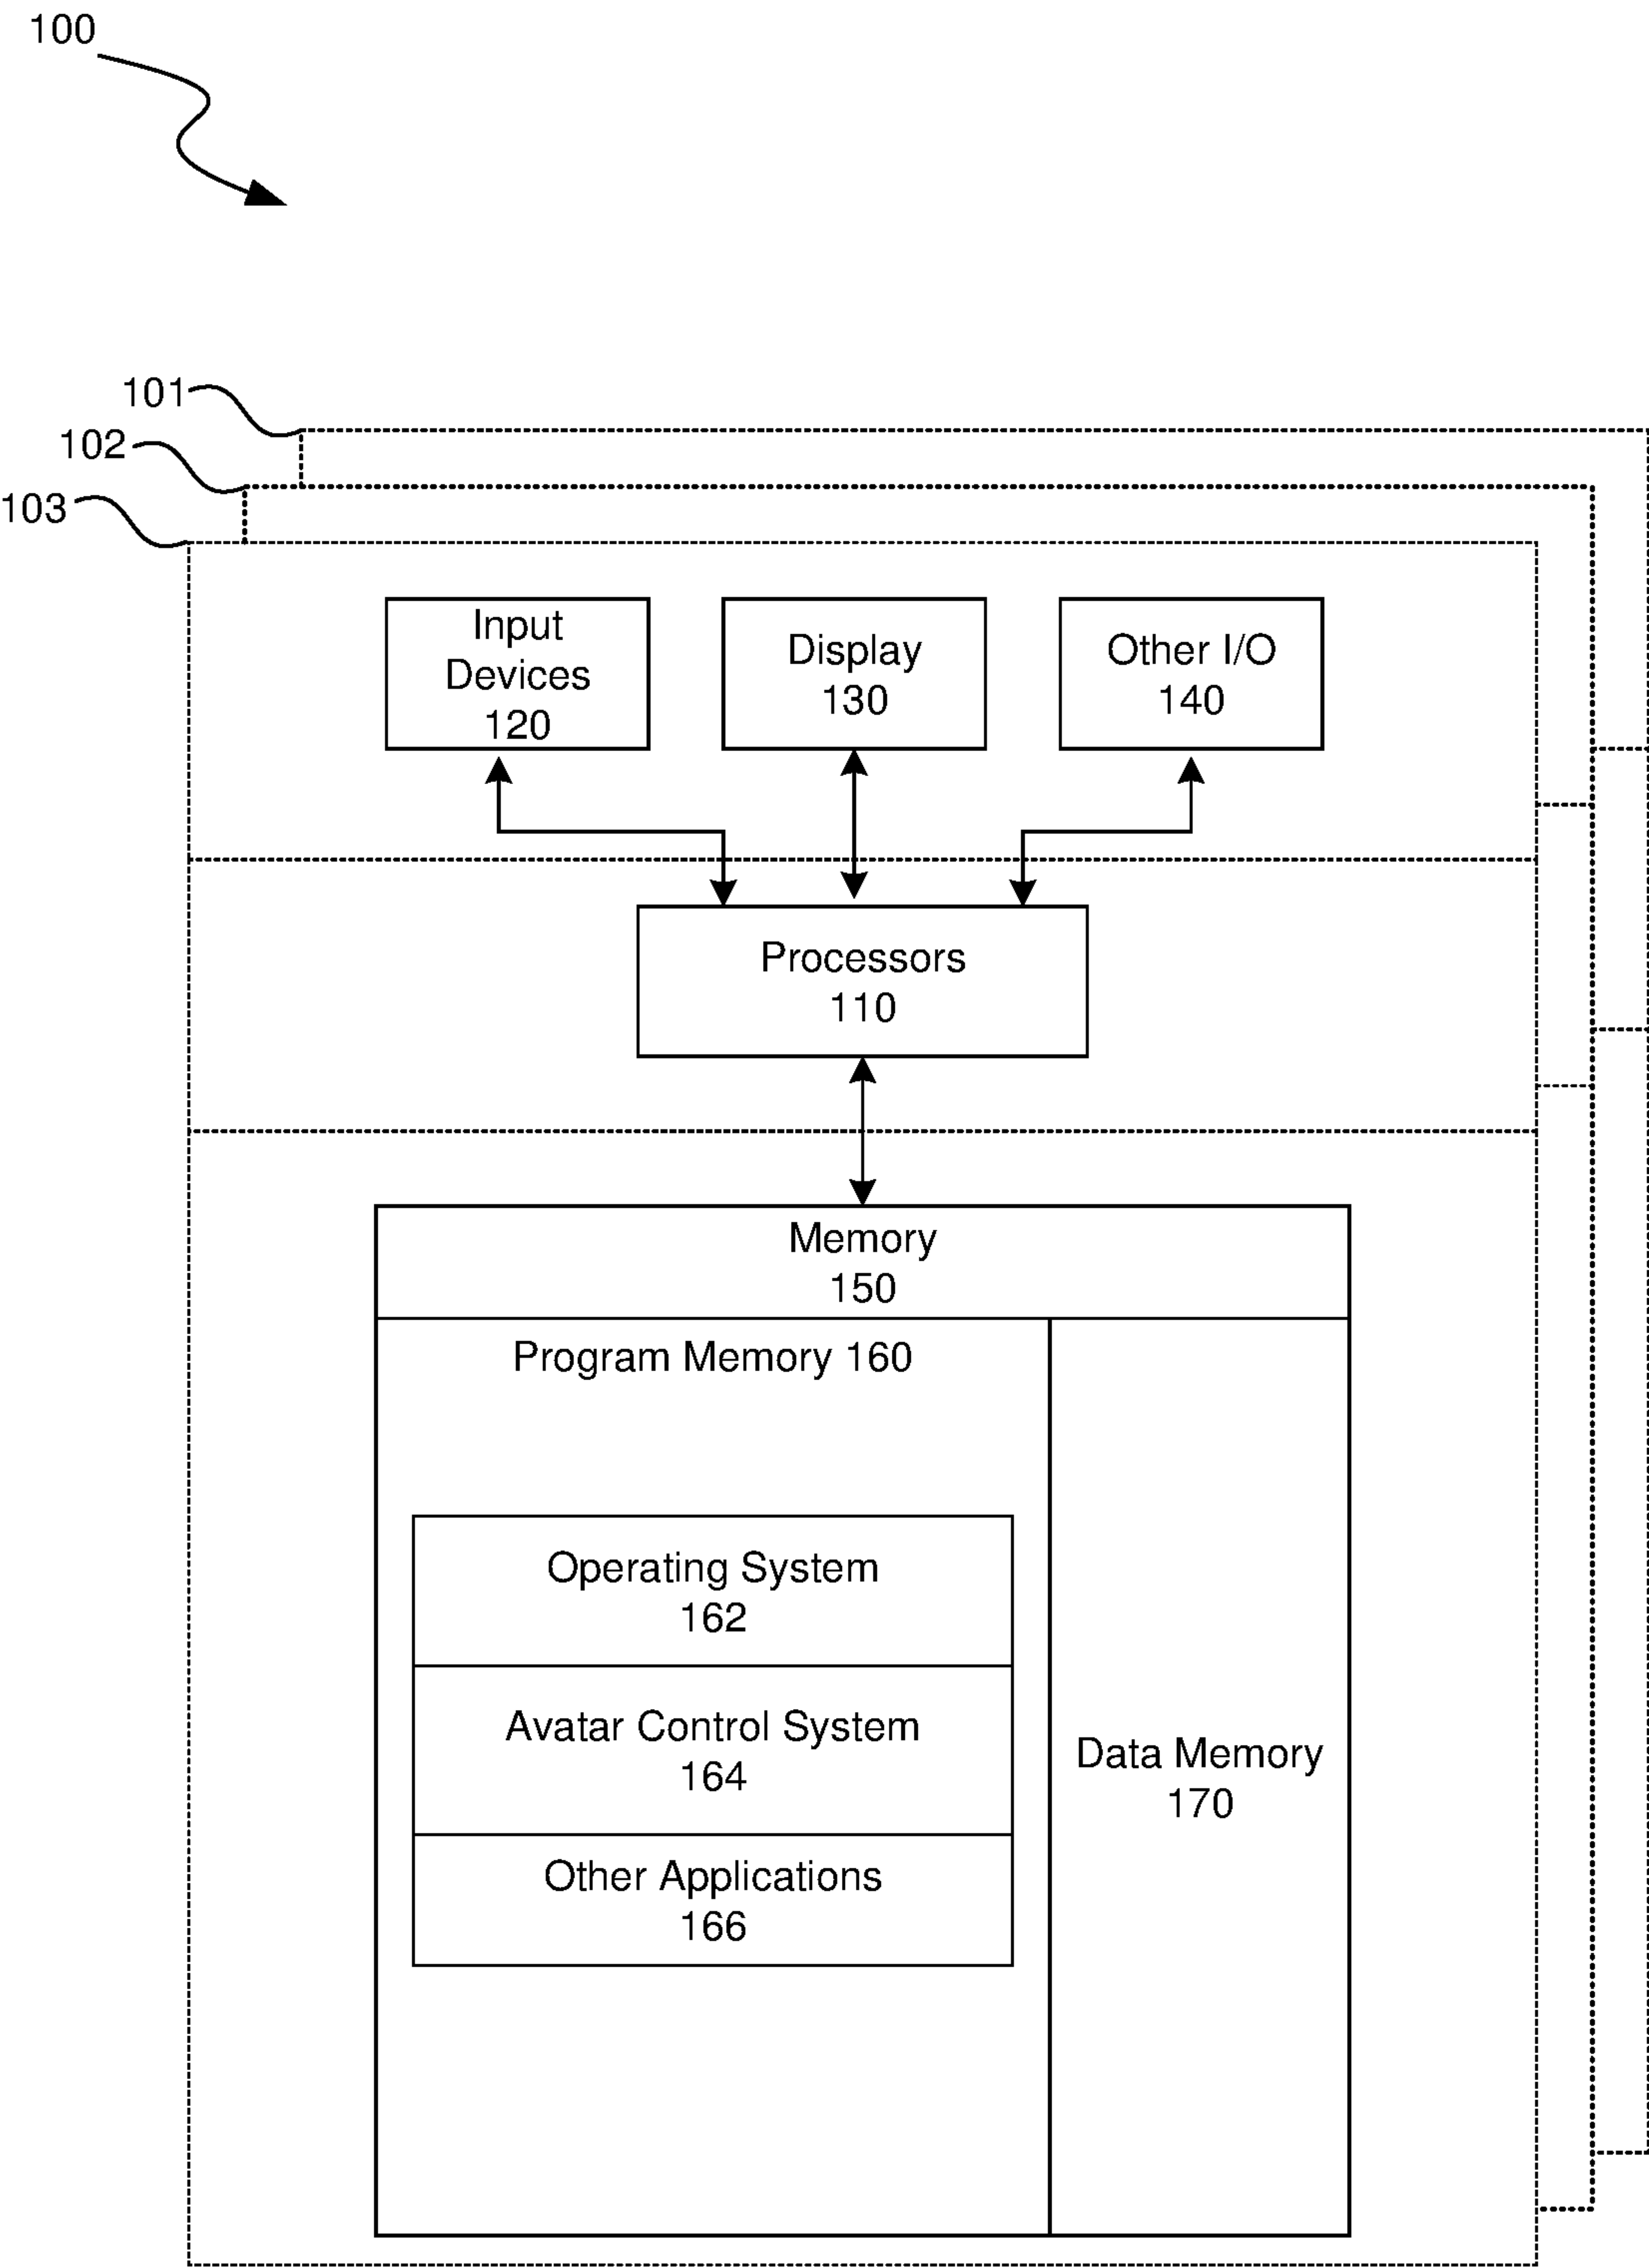 100
101
102
103
Input
Devices
120
Display
130
Other I/O
140
Processors
110
Memory
150
Program Memory 160
Operating System
162
Avatar Control System
164
Other Applications
166
Data Memory
170